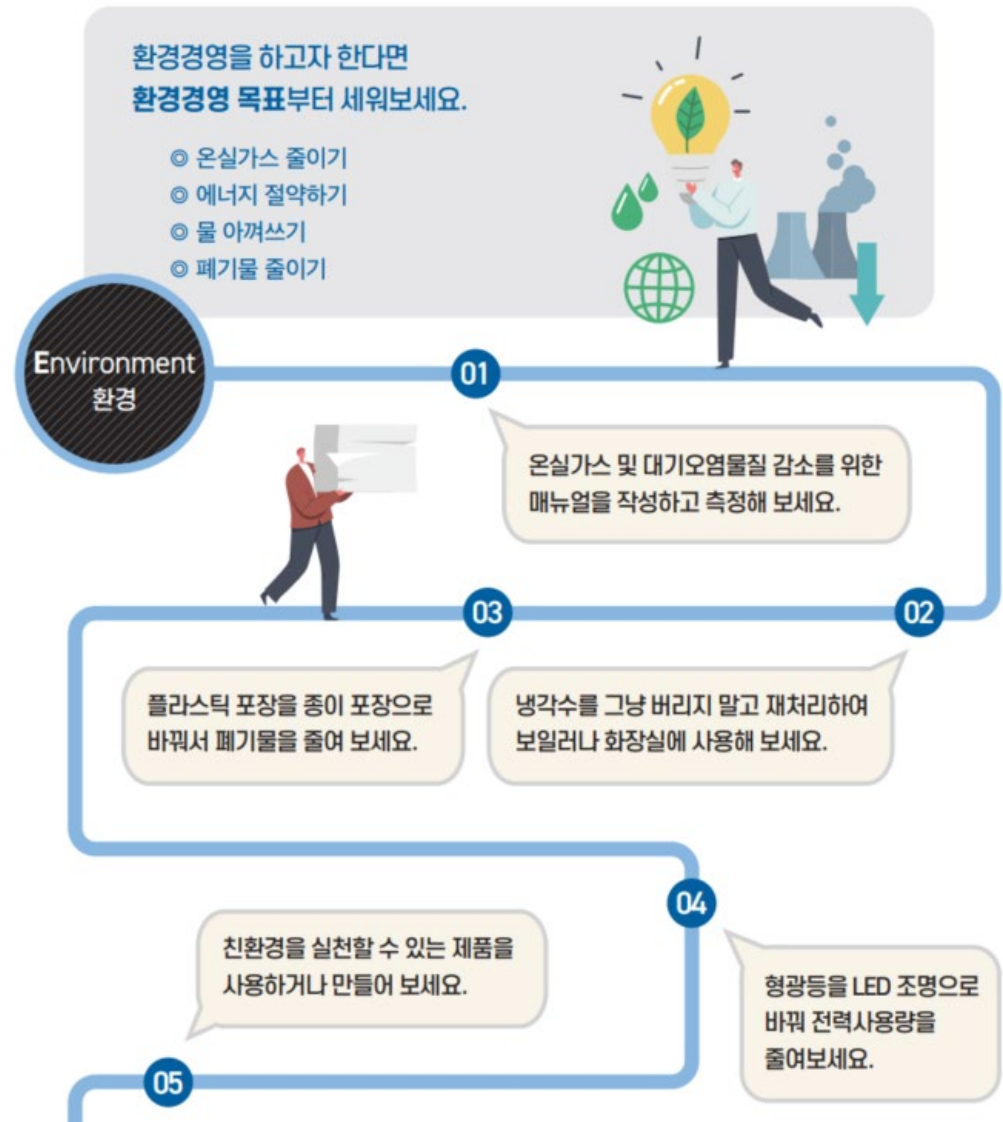 환경경영을 하고자 한다면
환경경영 목표부터 세워보세요.
◎ 온실가스 줄이기
◎ 에너지 절약하기
◎ 물 아껴쓰기
◎ 폐기물 줄이기
Environment
환경
01
온실가스 및 대기오염물질 감소를 위한
매뉴얼을 작성하고 측정해 보세요.
02
냉각수를 그냥 버리지 말고 재처리하여
보일러나 화장실에 사용해 보세요.
03
플라스틱 포장을 종이 포장으로
바꿔서 폐기물을 줄여 보세요.
04
형광등을 LED 조명으로
바꿔 전력사용량을
줄여보세요.
05
친환경을 실천할 수 있는 제품을
사용하거나 만들어 보세요.